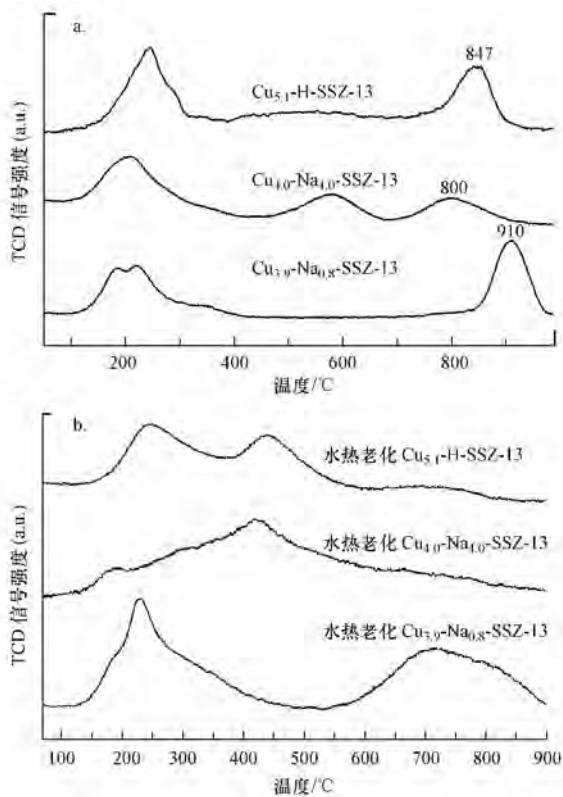 a.
847
Cu5.1-H-SSZ-13
Cu4.0-Na4.0-SSZ-13
800
910
Cu3.9-Na0.8-SSZ-13
TCD 信号强度 (a.u.)
200 400 600 800
温度/℃
b.
水热老化 Cu5.1-H-SSZ-13
水热老化 Cu4.0-Na4.0-SSZ-13
水热老化 Cu3.9-Na0.8-SSZ-13
TCD 信号强度 (a.u.)
100 200 300 400 500 600 700 800 900
温度/℃